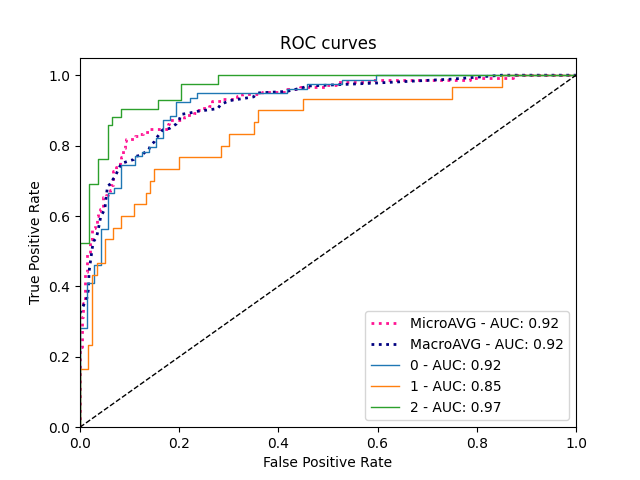 ROC curves
True Positive Rate
1.0
0.8
0.6
0.4
0.2
0.0
MicroAVG - AUC: 0.92
MacroAVG - AUC: 0.92
0 - AUC: 0.92
1 - AUC: 0.85
2 - AUC: 0.97
0.0 0.2 0.4 0.6 0.8 1.0
False Positive Rate